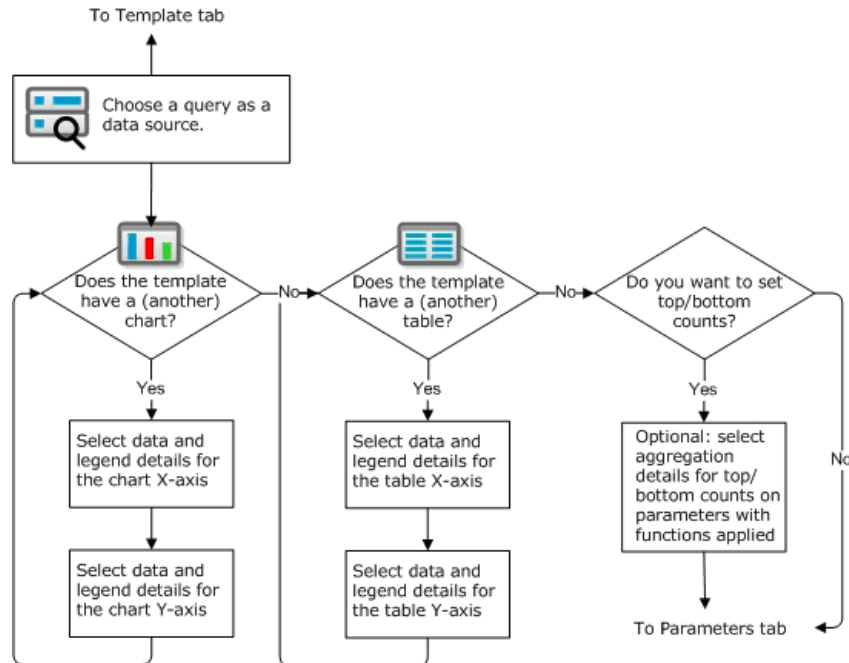 To Template tab
Choose a query as a
data source.
Does the template
have a (another)
chart?
No
Does the template
have a (another)
table?
No
Do you want to set
top/bottom
counts?
Yes
Yes
Yes
Select data and
legend details for
the chart X-axis
Select data and
legend details for
the table X-axis
Optional: select
aggregation
details for top/
bottom counts on
parameters with
functions applied
No
Select data and
legend details for
the chart Y-axis
Select data and
legend details for
the table Y-axis
To Parameters tab